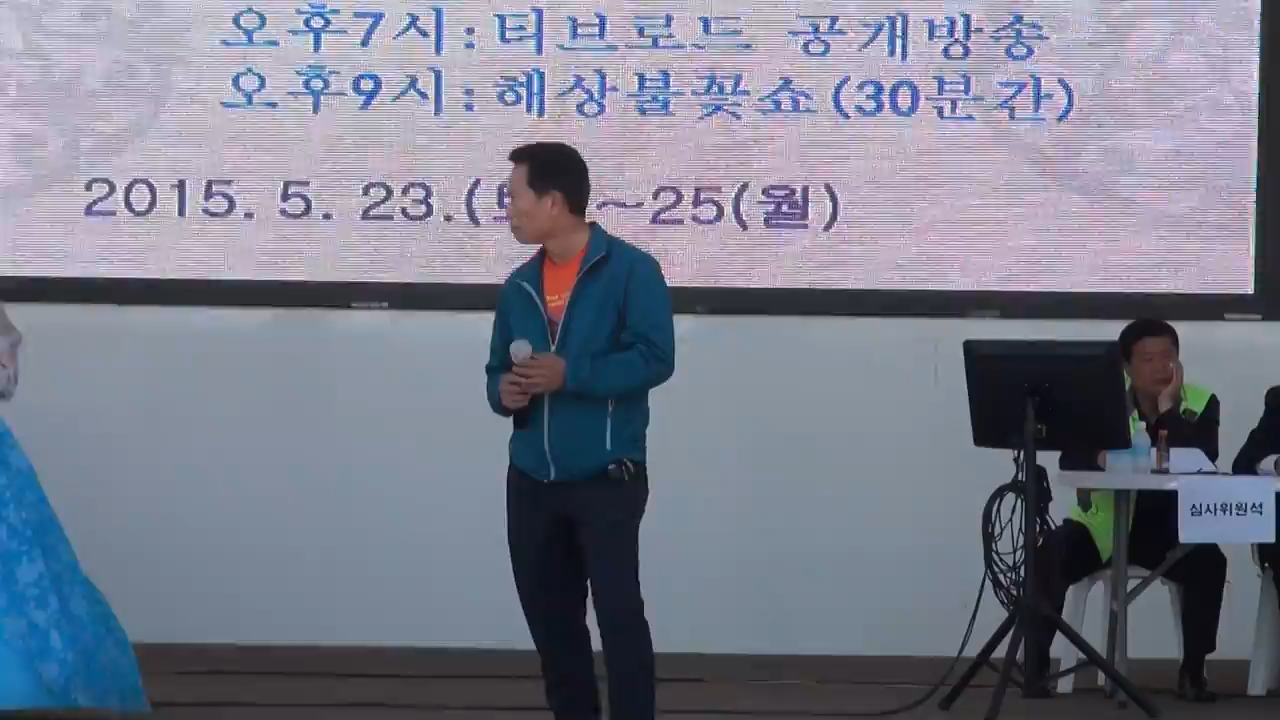 오후7시:티브로드 공개방송
오후9시:해상불꽃쇼(30분간)
2015. 5. 23.( ~25(월)
심사위원석